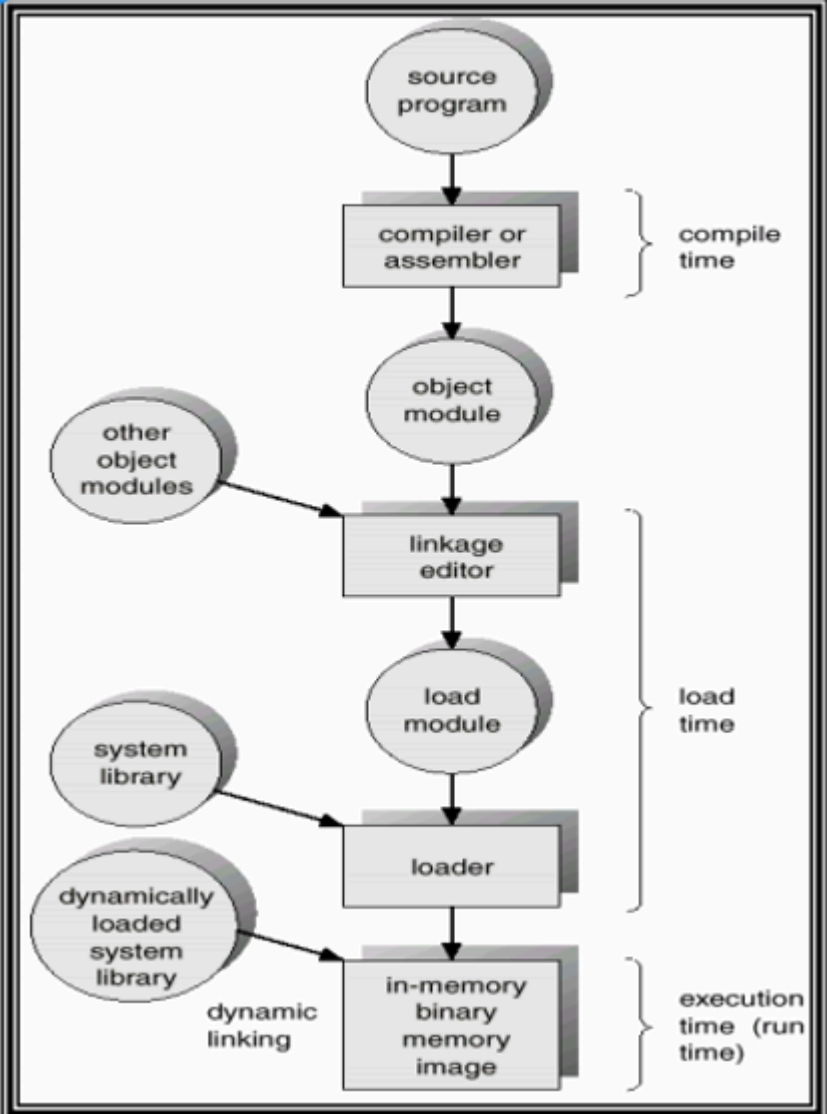 source
program
compiler or
assembler
compile
time
object
module
other
object
modules
linkage
editor
load
module
load
time
system
library
loader
dynamically
loaded
system
library
dynamic
linking
in-memory
binary
memory
image
execution
time (run
time)